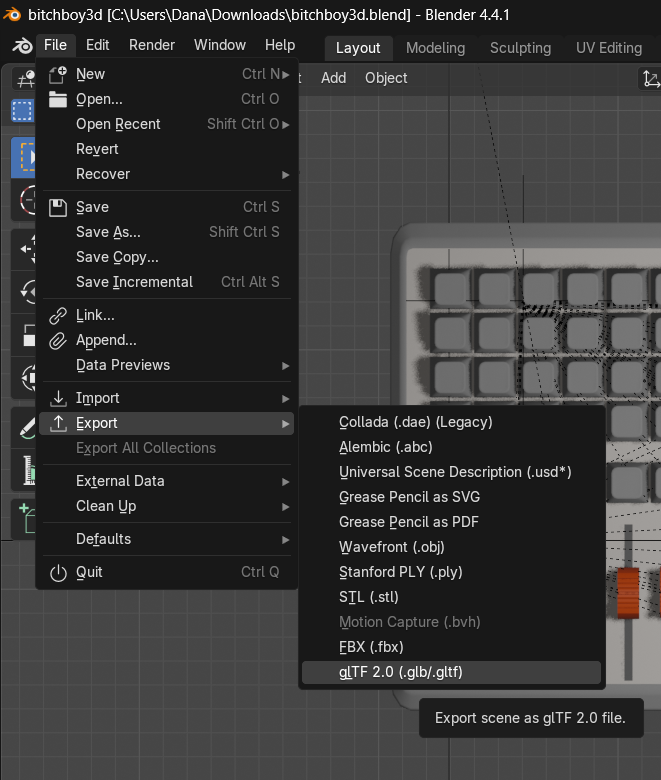 bitchboy3d [C:\Users\Dana\Downloads\bitchboy3d.blend] - Blender 4.4.1
File Edit Render Window Help Layout Modeling Sculpting UV Editing
Add Object
New Ctrl N
Open... Ctrl O
Open Recent Shift Ctrl O
Revert
Recover
Save Ctrl S
Save As... Shift Ctrl S
Save Copy...
Save Incremental Ctrl Alt S
Link...
Append...
Data Previews
Import
Export
Export All Collections
External Data
Clean Up
Defaults
Quit Ctrl Q
Collada (.dae) (Legacy)
Alembic (.abc)
Universal Scene Description (.usd*)
Grease Pencil as SVG
Grease Pencil as PDF
Wavefront (.obj)
Stanford PLY (.ply)
STL (.stl)
Motion Capture (.bvh)
FBX (.fbx)
glTF 2.0 (.glb/.gltf)
Export scene as glTF 2.0 file.